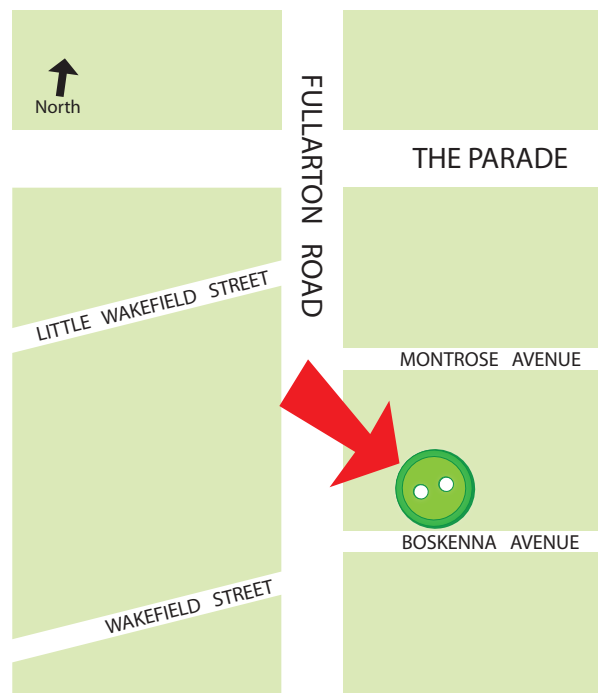 North
FULLARTON ROAD
THE PARADE
LITTLE WAKEFIELD STREET
MONTROSE AVENUE
BOSKENNA AVENUE
WAKEFIELD STREET